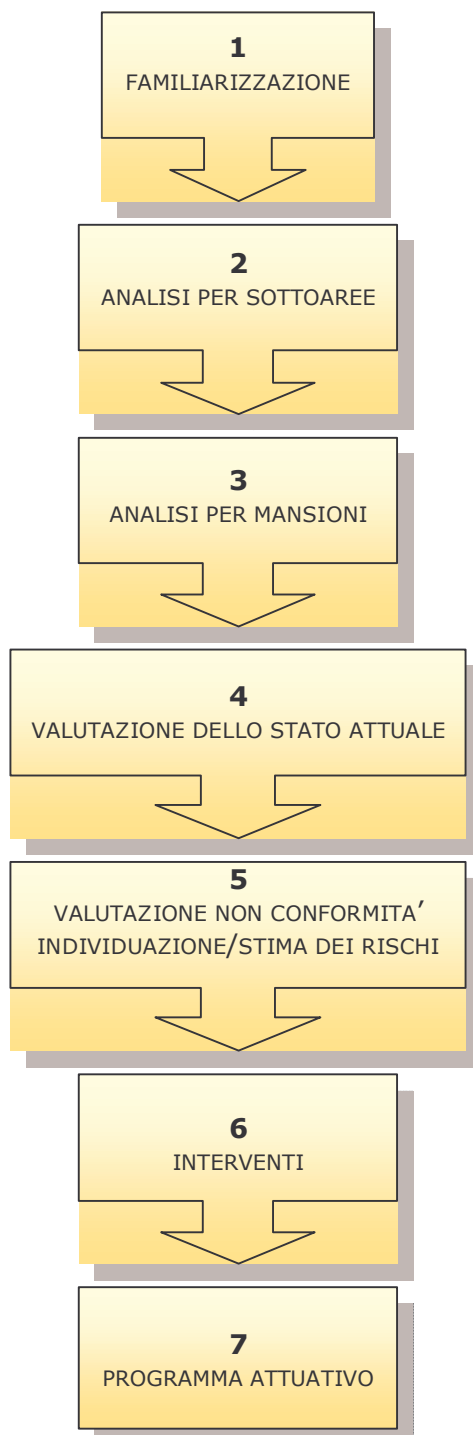 1
FAMILIARIZZAZIONE
2
ANALISI PER SOTTOAREE
3
ANALISI PER MANSIONI
4
VALUTAZIONE DELLO STATO ATTUALE
5
VALUTAZIONE NON CONFORMITA’
INDIVIDUAZIONE/STIMA DEI RISCHI
6
INTERVENTI
7
PROGRAMMA ATTUATIVO